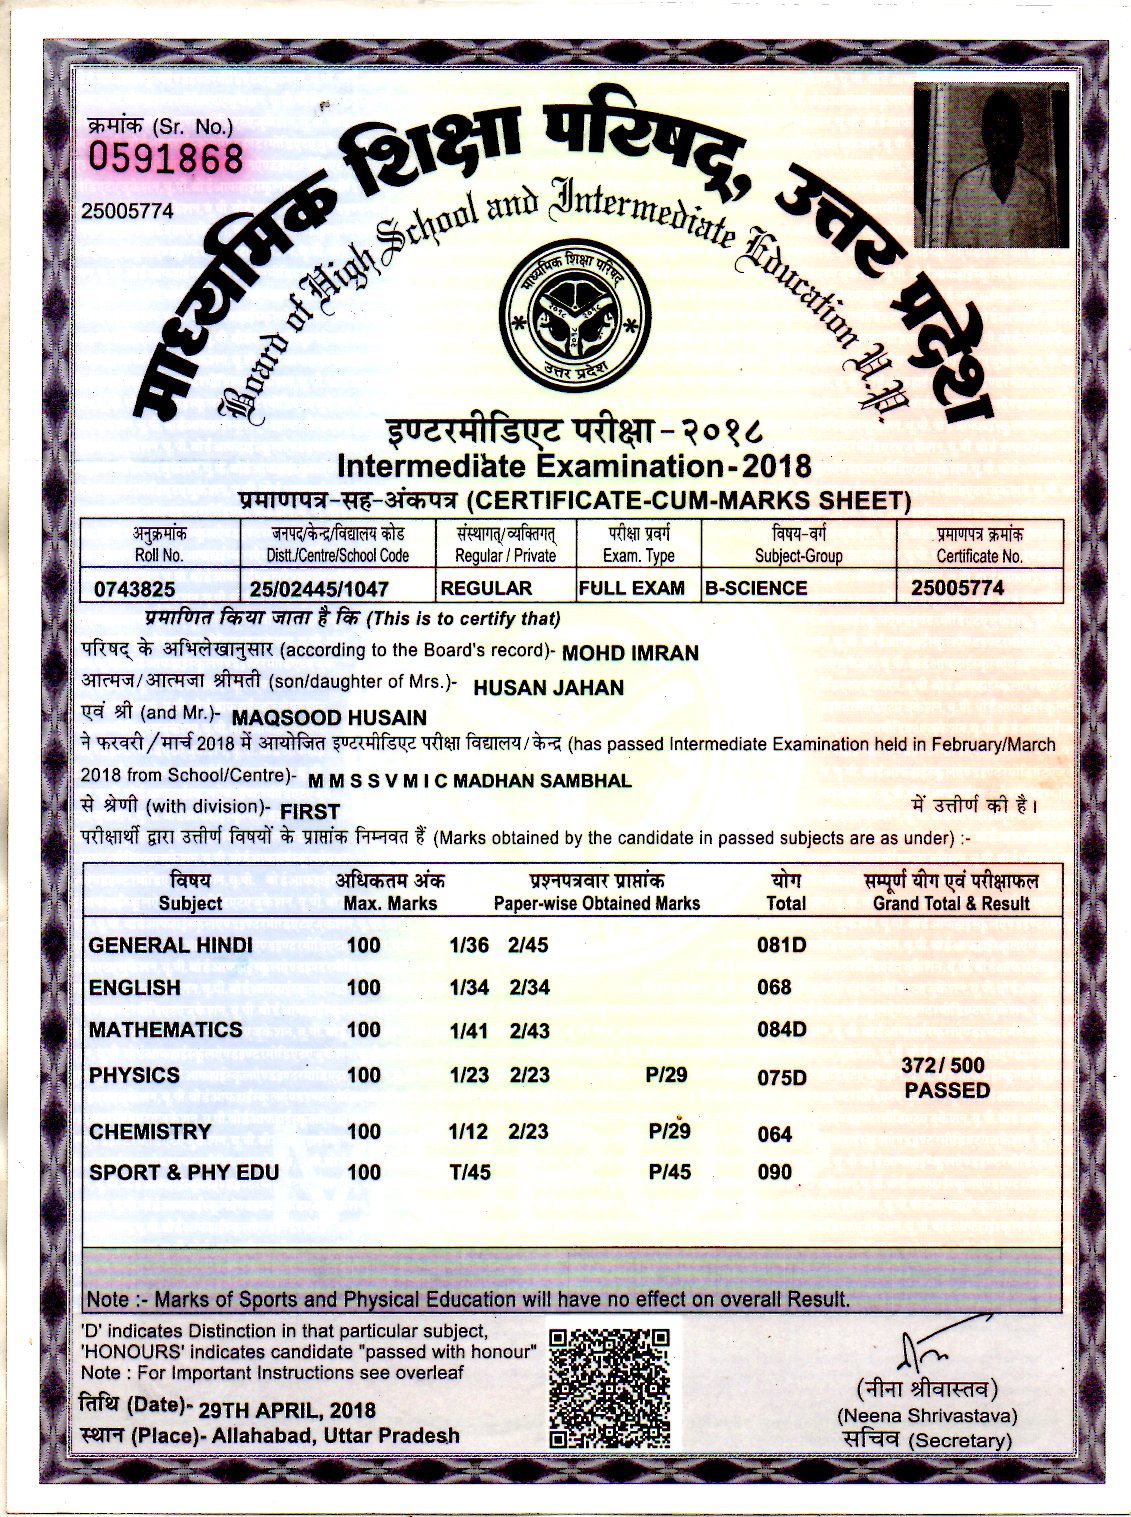 क्रमांक (Sr. No.)
0591868
25005774
माध्यमिक शिक्षा परिषद्, उत्तर प्रदेश
Board of High School and Intermediate Education U.P.
माध्यमिक शिक्षा परिषद्
उत्तर प्रदेश
इण्टरमीडिएट परीक्षा-२०१८
Intermediate Examination-2018
प्रमाणपत्र-सह-अंकपत्र (CERTIFICATE-CUM-MARKS SHEET)
अनुक्रमांक जनपद/केन्द्र/विद्यालय कोड संस्थागत्/व्यक्तिगत् परीक्षा प्रवर्ग विषय-वर्ग प्रमाणपत्र क्रमांक
Roll No. Distt./Centre/School Code Regular / Private Exam. Type Subject-Group Certificate No.
0743825 25/02445/1047 REGULAR FULL EXAM B-SCIENCE 25005774
प्रमाणित किया जाता है कि (This is to certify that)
परिषद् के अभिलेखानुसार (according to the Board's record)- MOHD IMRAN
आत्मज/आत्मजा श्रीमती (son/daughter of Mrs.)- HUSAN JAHAN
एवं श्री (and Mr.)- MAQSOOD HUSAIN
ने फरवरी/मार्च 2018 में आयोजित इण्टरमीडिएट परीक्षा विद्यालय/केन्द्र (has passed Intermediate Examination held in February/March
2018 from School/Centre)- M M S S V M I C MADHAN SAMBHAL
से श्रेणी (with division)- FIRST में उत्तीर्ण की है।
परीक्षार्थी द्वारा उत्तीर्ण विषयों के प्राप्तांक निम्नवत हैं (Marks obtained by the candidate in passed subjects are as under) :-
विषय अधिकतम अंक प्रश्नपत्रवार प्राप्तांक योग सम्पूर्ण योग एवं परीक्षाफल
Subject Max. Marks Paper-wise Obtained Marks Total Grand Total & Result
GENERAL HINDI 100 1/36 2/45 081D
ENGLISH 100 1/34 2/34 068
MATHEMATICS 100 1/41 2/43 084D
PHYSICS 100 1/23 2/23 P/29 075D 372/ 500
PASSED
CHEMISTRY 100 1/12 2/23 P/29 064
SPORT & PHY EDU 100 T/45 P/45 090
Note :- Marks of Sports and Physical Education will have no effect on overall Result.
'D' indicates Distinction in that particular subject,
'HONOURS' indicates candidate "passed with honour"
Note : For Important Instructions see overleaf
तिथि (Date)- 29TH APRIL, 2018
स्थान (Place)- Allahabad, Uttar Pradesh
(नीना श्रीवास्तव)
(Neena Shrivastava)
सचिव (Secretary)